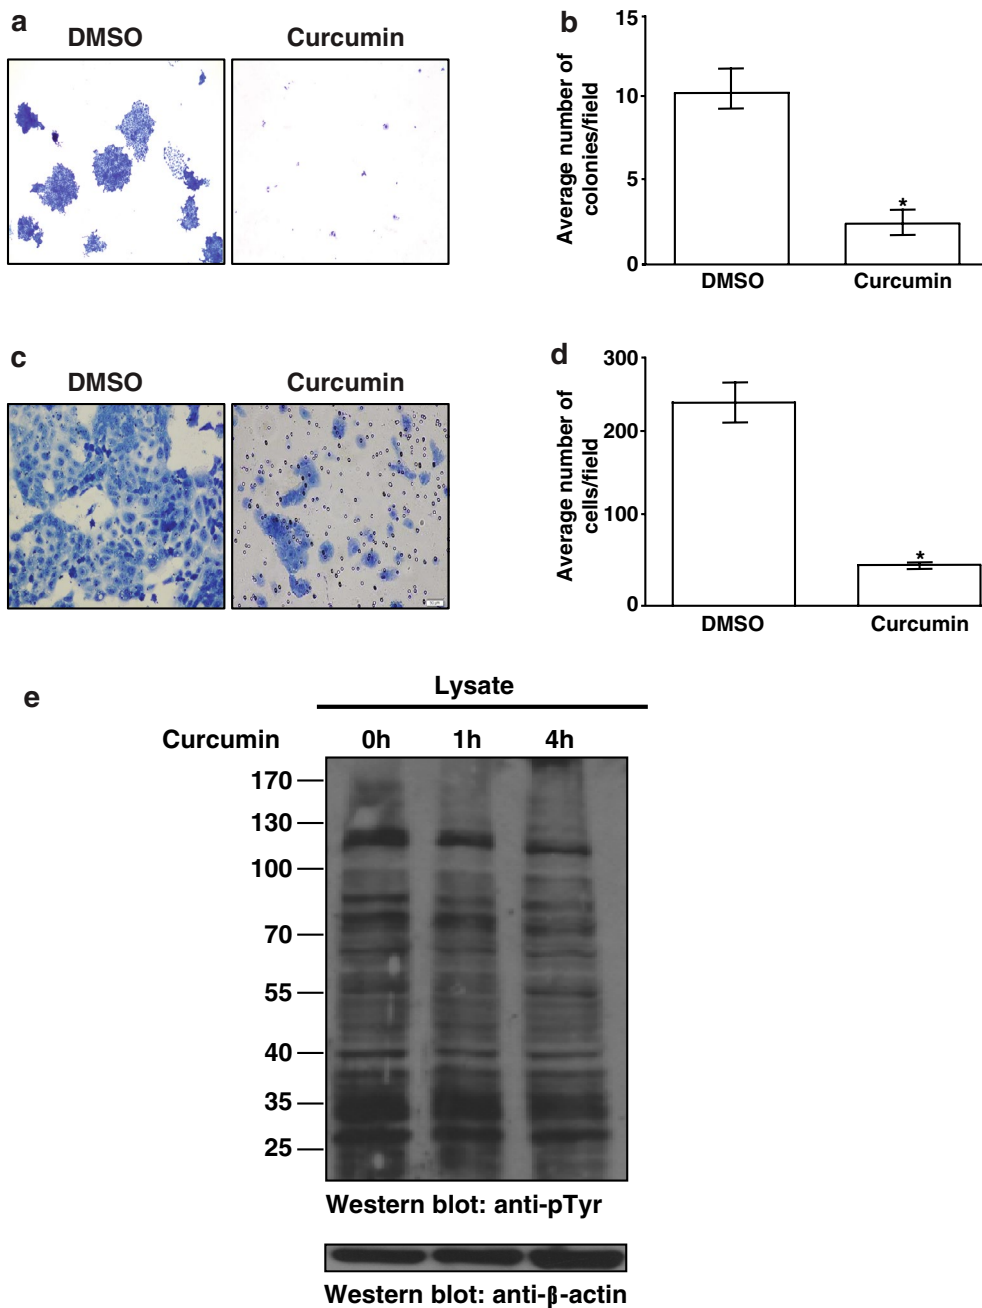 a
DMSO Curcumin
b
Average number of
colonies/field
15
10
5
0
DMSO Curcumin
*
c
DMSO Curcumin
d
Average number of
cells/field
300
200
100
0
DMSO Curcumin
*
e
Lysate
Curcumin 0h 1h 4h
170
130
100
70
55
40
35
25
Western blot: anti-pTyr
Western blot: anti-β-actin